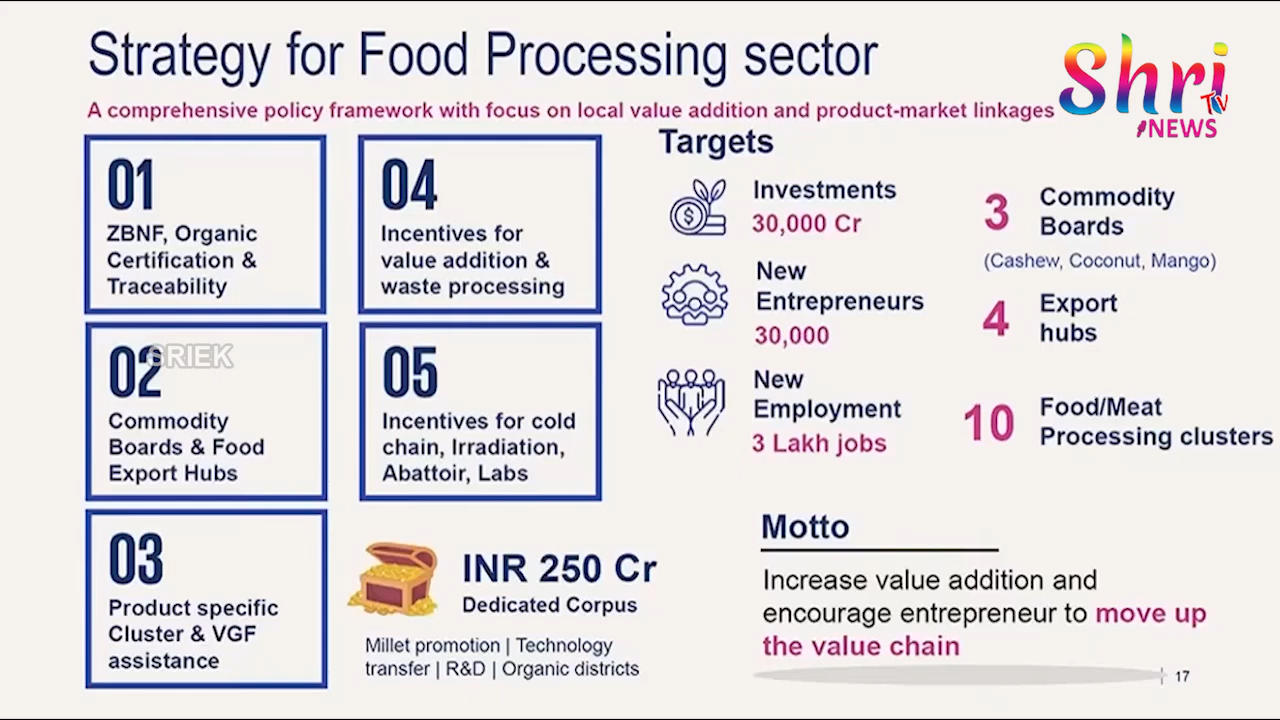 Strategy for Food Processing sector
A comprehensive policy framework with focus on local value addition and product-market linkages
Shri
TV
NEWS
01
ZBNF, Organic
Certification &
Traceability
02
SRIEK
Commodity
Boards & Food
Export Hubs
03
Product specific
Cluster & VGF
assistance
04
Incentives for
value addition &
waste processing
05
Incentives for cold
chain, Irradiation,
Abattoir, Labs
INR 250 Cr
Dedicated Corpus
Millet promotion | Technology
transfer | R&D | Organic districts
Targets
Investments
30,000 Cr
New
Entrepreneurs
30,000
New
Employment
3 Lakh jobs
3
Commodity
Boards
(Cashew, Coconut, Mango)
4
Export
hubs
10
Food/Meat
Processing clusters
Motto
Increase value addition and
encourage entrepreneur to move up
the value chain
17